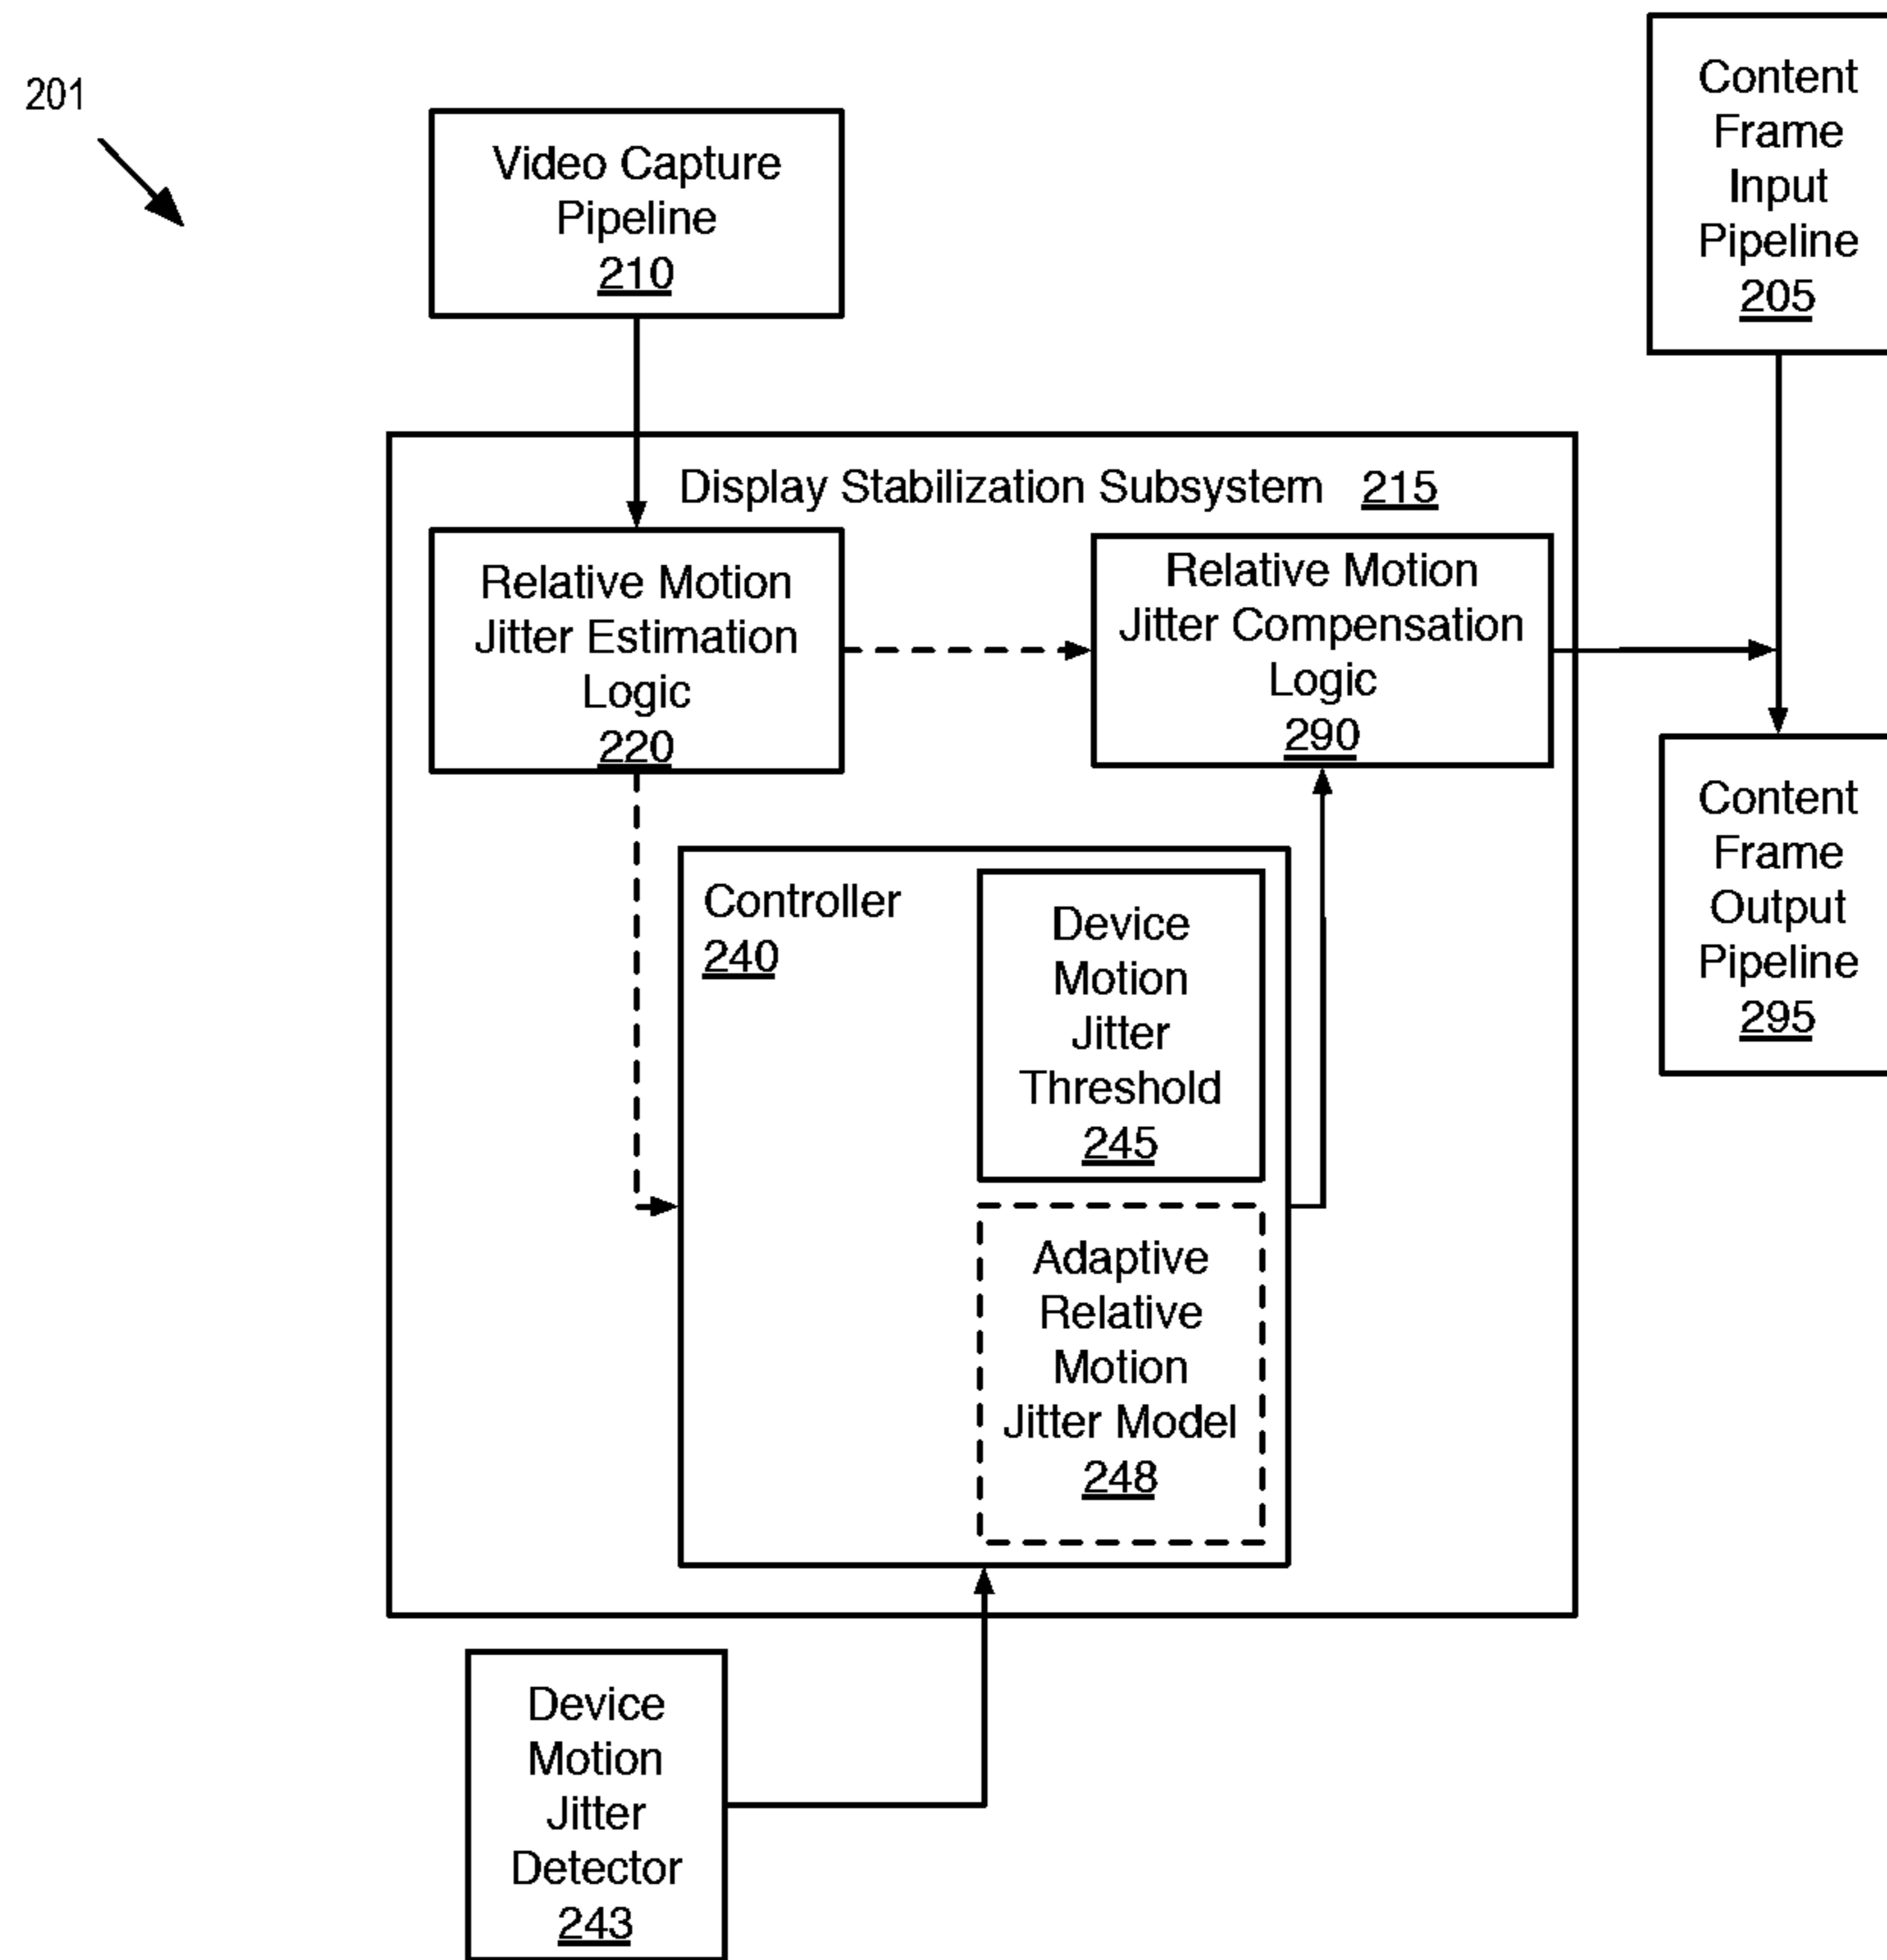 201
Video Capture
Pipeline
210
Content
Frame
Input
Pipeline
205
Display Stabilization Subsystem 215
Relative Motion
Jitter Estimation
Logic
220
Relative Motion
Jitter Compensation
Logic
290
Content
Frame
Output
Pipeline
295
Controller
240
Device
Motion
Jitter
Threshold
245
Adaptive
Relative
Motion
Jitter Model
248
Device
Motion
Jitter
Detector
243